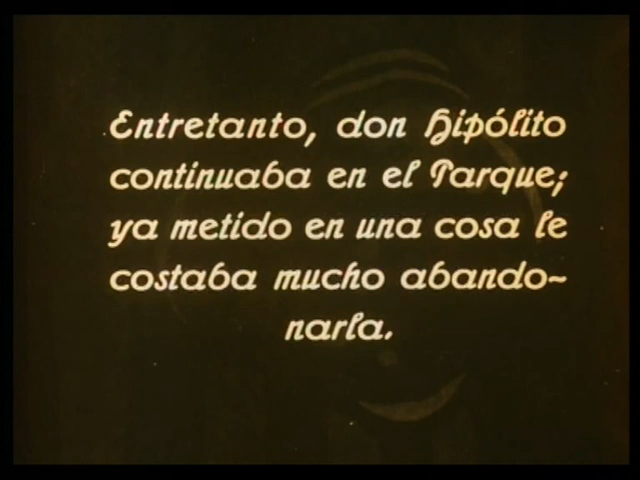 Entretanto, don Hipólito
continuaba en el Parque;
ya metido en una cosa le
costaba mucho abando-
narla.